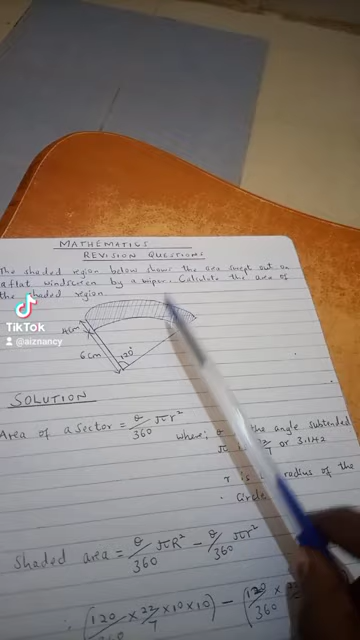 MATHEMATICS
REVISION QUESTIONS
The shaded region below shows the area swept out on
a flat windscreen by a wiper. Calculate the area of
the shaded region.
4cm
6cm
120°
TikTok
@aiznancy
SOLUTION
Area of a sector = θ/360 πr² where; θ is the angle subtended
π 22/7 or 3.142
r is radius of the
Circle
Shaded area = θ/360 πR² - θ/360 πr²
: (120/360 × 22/7 × 10 × 10) - (120/360 × 22